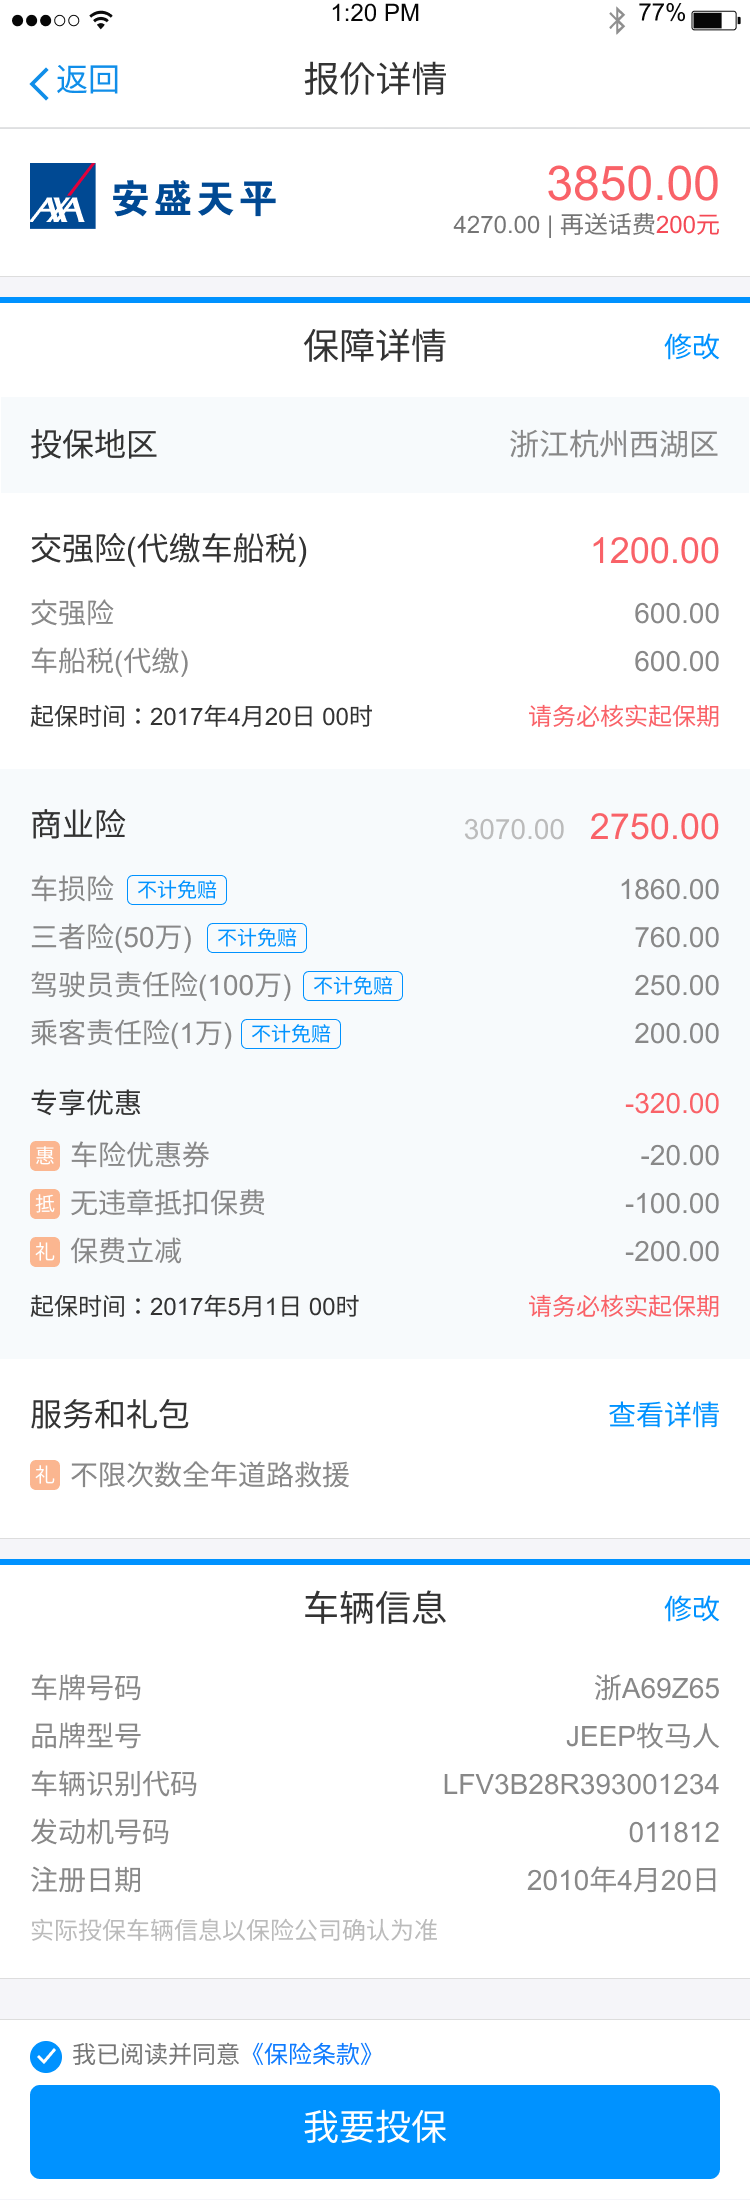 1:20 PM 77%
返回 报价详情
AXA 安盛天平 3850.00
4270.00 | 再送话费200元
保障详情 修改
投保地区 浙江杭州西湖区
交强险(代缴车船税) 1200.00
交强险 600.00
车船税(代缴) 600.00
起保时间：2017年4月20日 00时 请务必核实起保期
商业险 3070.00 2750.00
车损险 不计免赔 1860.00
三者险(50万) 不计免赔 760.00
驾驶员责任险(100万) 不计免赔 250.00
乘客责任险(1万) 不计免赔 200.00
专享优惠 -320.00
惠 车险优惠券 -20.00
抵 无违章抵扣保费 -100.00
礼 保费立减 -200.00
起保时间：2017年5月1日 00时 请务必核实起保期
服务和礼包 查看详情
礼 不限次数全年道路救援
车辆信息 修改
车牌号码 浙A69Z65
品牌型号 JEEP牧马人
车辆识别代码 LFV3B28R393001234
发动机号码 011812
注册日期 2010年4月20日
实际投保车辆信息以保险公司确认为准
我已阅读并同意《保险条款》
我要投保